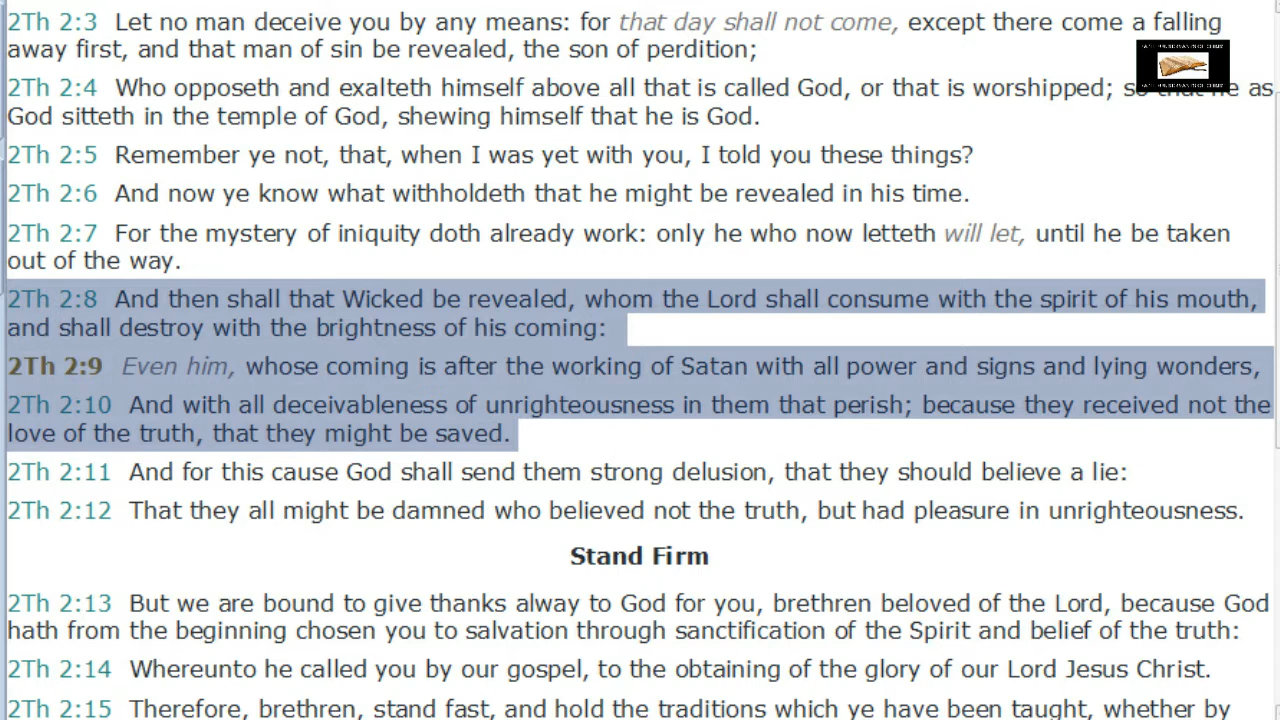 2Th 2:3 Let no man deceive you by any means: for that day shall not come, except there come a falling
away first, and that man of sin be revealed, the son of perdition;
2Th 2:4 Who opposeth and exalteth himself above all that is called God, or that is worshipped; so that he as
God sitteth in the temple of God, shewing himself that he is God.
2Th 2:5 Remember ye not, that, when I was yet with you, I told you these things?
2Th 2:6 And now ye know what withholdeth that he might be revealed in his time.
2Th 2:7 For the mystery of iniquity doth already work: only he who now letteth will let, until he be taken
out of the way.
2Th 2:8 And then shall that Wicked be revealed, whom the Lord shall consume with the spirit of his mouth,
and shall destroy with the brightness of his coming:
2Th 2:9 Even him, whose coming is after the working of Satan with all power and signs and lying wonders,
2Th 2:10 And with all deceivableness of unrighteousness in them that perish; because they received not the
love of the truth, that they might be saved.
2Th 2:11 And for this cause God shall send them strong delusion, that they should believe a lie:
2Th 2:12 That they all might be damned who believed not the truth, but had pleasure in unrighteousness.
Stand Firm
2Th 2:13 But we are bound to give thanks alway to God for you, brethren beloved of the Lord, because God
hath from the beginning chosen you to salvation through sanctification of the Spirit and belief of the truth:
2Th 2:14 Whereunto he called you by our gospel, to the obtaining of the glory of our Lord Jesus Christ.
2Th 2:15 Therefore, brethren, stand fast, and hold the traditions which ye have been taught, whether by